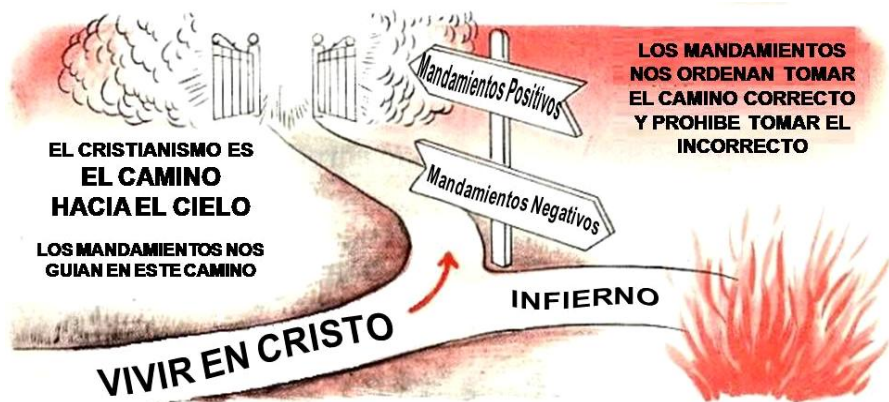 EL CRISTIANISMO ES
EL CAMINO
HACIA EL CIELO
LOS MANDAMIENTOS NOS
GUIAN EN ESTE CAMINO
Mandamientos Positivos
Mandamientos Negativos
LOS MANDAMIENTOS
NOS ORDENAN TOMAR
EL CAMINO CORRECTO
Y PROHIBE TOMAR EL
INCORRECTO
VIVIR EN CRISTO
INFIERNO